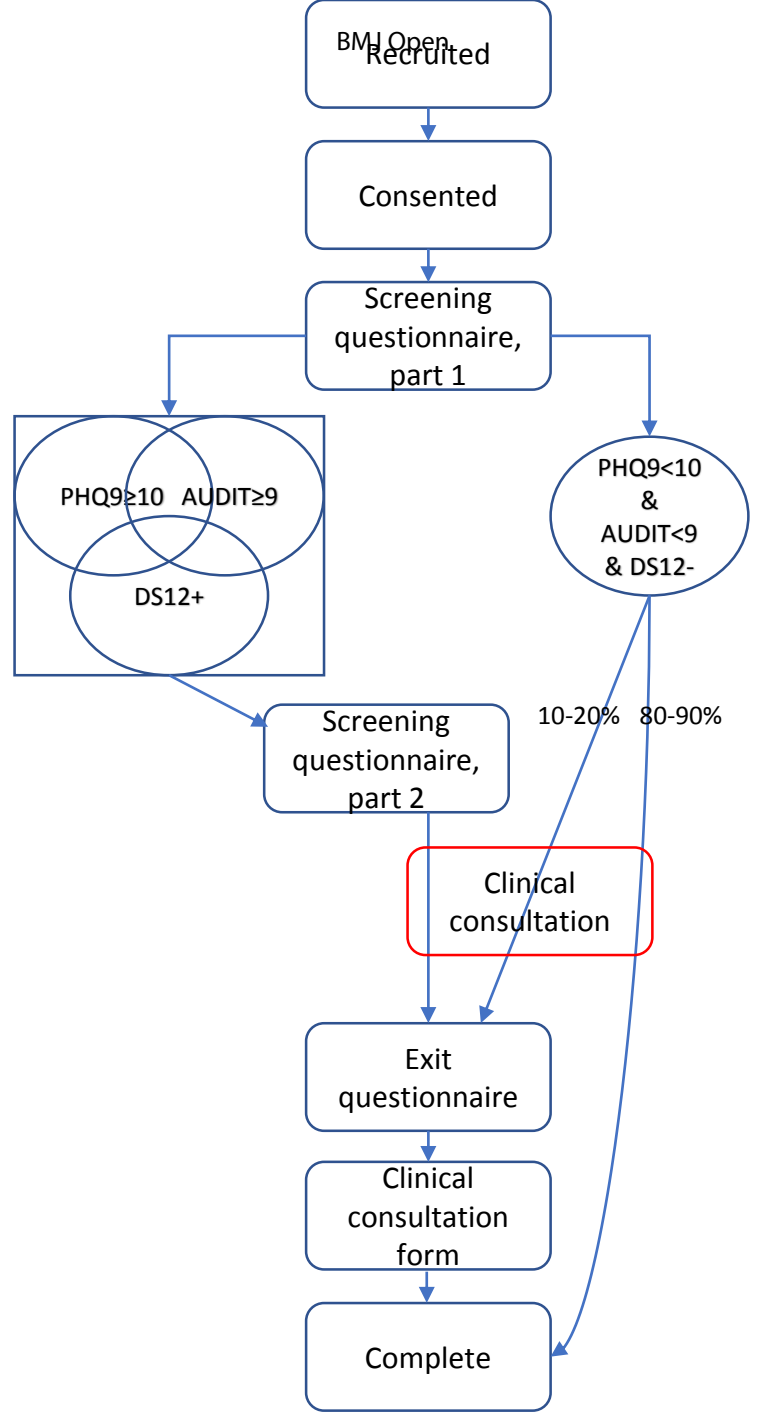 BMJ Open
Recruited
Consented
Screening
questionnaire,
part 1
PHQ9≥10
AUDIT≥9
DS12+
PHQ9<10
&
AUDIT<9
& DS12-
Screening
questionnaire,
part 2
10-20%
80-90%
Clinical
consultation
Exit
questionnaire
Clinical
consultation
form
Complete